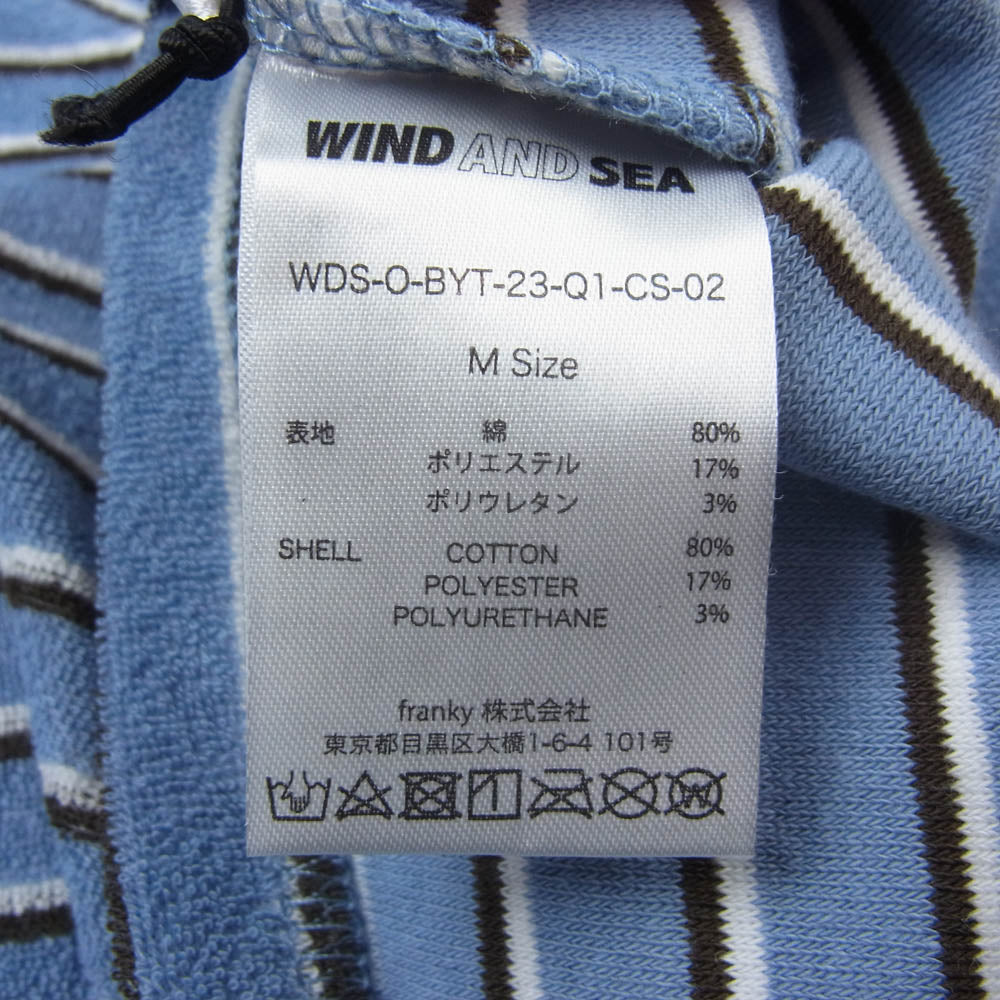 WIND AND SEA
WDS-O-BYT-23-Q1-CS-02
M Size
表地 綿 80%
ポリエステル 17%
ポリウレタン 3%
SHELL COTTON 80%
POLYESTER 17%
POLYURETHANE 3%
franky 株式会社
東京都目黒区大橋1-6-4 101号
W